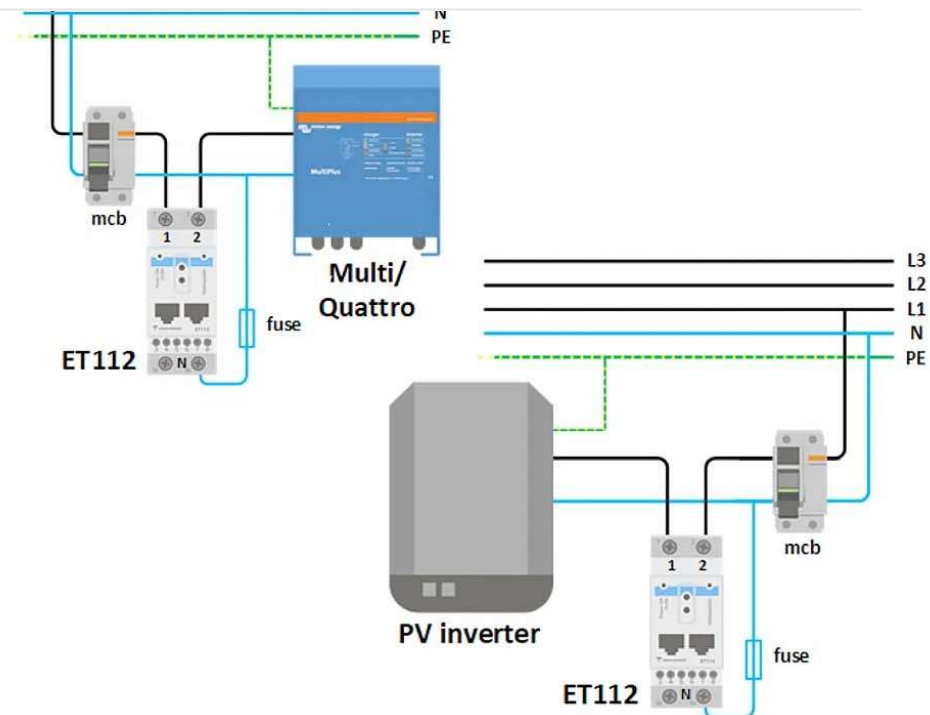 N
PE
mcb
1 2
MultiPlus
Multi/
Quattro
fuse
ET112
N
L3
L2
L1
N
PE
mcb
1 2
PV inverter
fuse
ET112
N